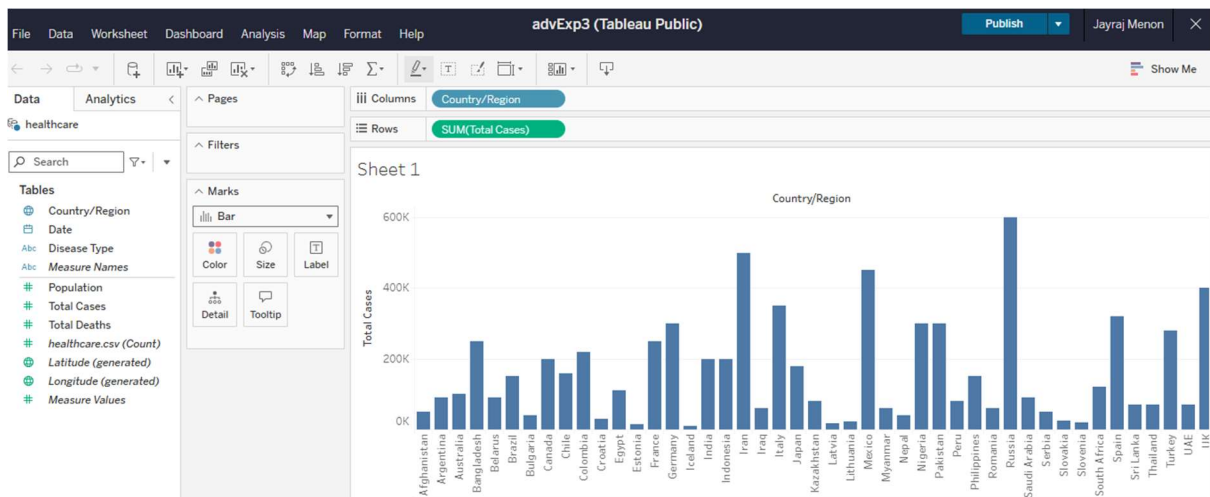 advExp3 (Tableau Public)
Publish
Jayraj Menon
File Data Worksheet Dashboard Analysis Map Format Help
Show Me
Data Analytics
healthcare
Search
Tables
Country/Region
Date
Abc Disease Type
Abc Measure Names
# Population
# Total Cases
# Total Deaths
# healthcare.csv (Count)
Latitude (generated)
Longitude (generated)
# Measure Values
Pages
Filters
Marks
Bar
Color Size Label
Detail Tooltip
Columns Country/Region
Rows SUM(Total Cases)
Sheet 1
Country/Region
Total Cases
600K
400K
200K
0K
Afghanistan
Argentina
Australia
Bangladesh
Belarus
Brazil
Bulgaria
Canada
Chile
Colombia
Croatia
Egypt
Estonia
France
Germany
Iceland
India
Indonesia
Iran
Iraq
Italy
Japan
Kazakhstan
Latvia
Lithuania
Mexico
Myanmar
Nepal
Nigeria
Pakistan
Peru
Philippines
Romania
Russia
Saudi Arabia
Serbia
Slovakia
Slovenia
South Africa
Spain
Sri Lanka
Thailand
Turkey
UAE
UK